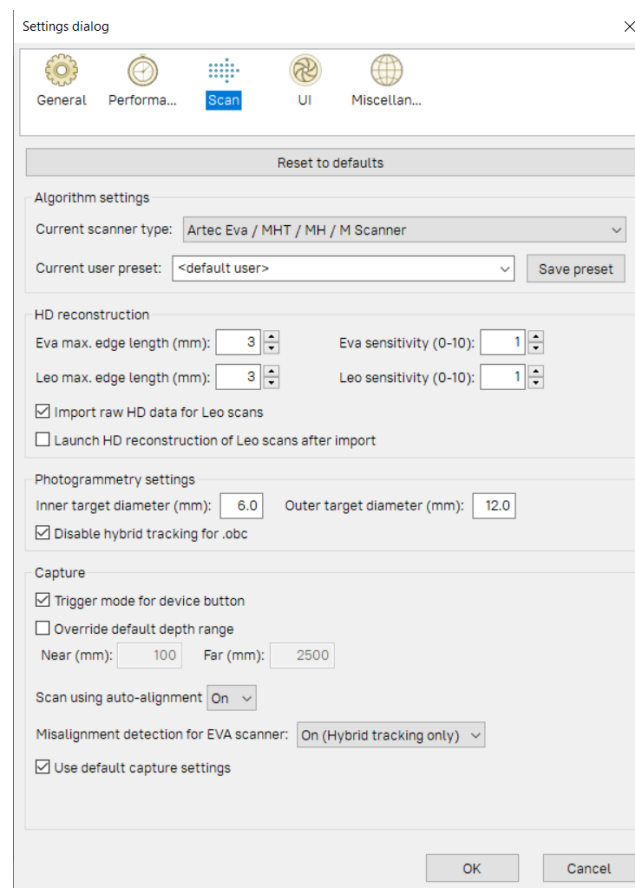 Settings dialog
General Performa... Scan UI Miscellan...
Reset to defaults
Algorithm settings
Current scanner type: Artec Eva / MHT / MH / M Scanner
Current user preset: <default user> Save preset
HD reconstruction
Eva max. edge length (mm): 3 Eva sensitivity (0-10): 1
Leo max. edge length (mm): 3 Leo sensitivity (0-10): 1
Import raw HD data for Leo scans
Launch HD reconstruction of Leo scans after import
Photogrammetry settings
Inner target diameter (mm): 6.0 Outer target diameter (mm): 12.0
Disable hybrid tracking for .obc
Capture
Trigger mode for device button
Override default depth range
Near (mm): 100 Far (mm): 2500
Scan using auto-alignment On
Misalignment detection for EVA scanner: On (Hybrid tracking only)
Use default capture settings
OK Cancel